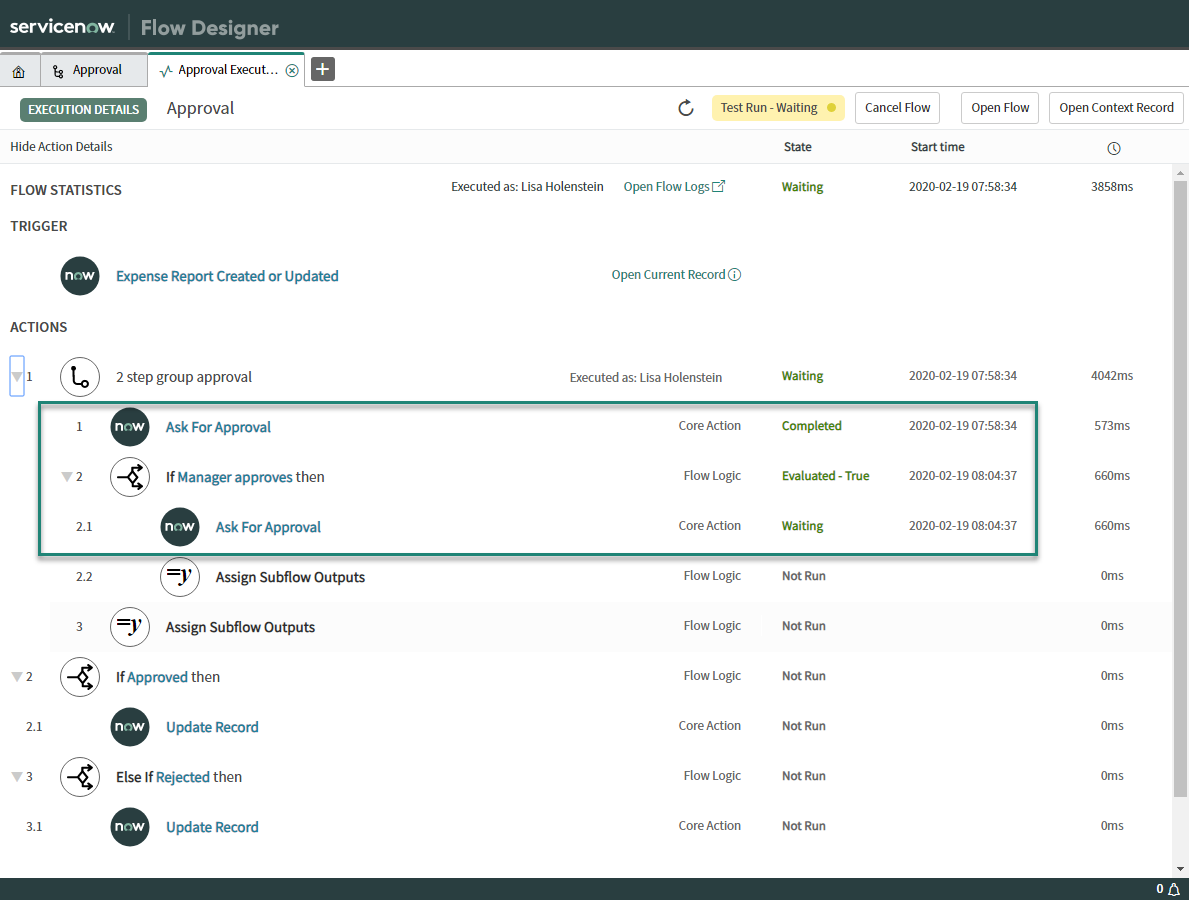 servicenow Flow Designer
Approval Approval Execut...
EXECUTION DETAILS Approval Test Run - Waiting Cancel Flow Open Flow Open Context Record
Hide Action Details State Start time
FLOW STATISTICS Executed as: Lisa Holenstein Open Flow Logs Waiting 2020-02-19 07:58:34 3858ms
TRIGGER
now Expense Report Created or Updated Open Current Record
ACTIONS
1 2 step group approval Executed as: Lisa Holenstein Waiting 2020-02-19 07:58:34 4042ms
1 now Ask For Approval Core Action Completed 2020-02-19 07:58:34 573ms
2 If Manager approves then Flow Logic Evaluated - True 2020-02-19 08:04:37 660ms
2.1 now Ask For Approval Core Action Waiting 2020-02-19 08:04:37 660ms
2.2 =y Assign Subflow Outputs Flow Logic Not Run 0ms
3 =y Assign Subflow Outputs Flow Logic Not Run 0ms
2 If Approved then Flow Logic Not Run 0ms
2.1 now Update Record Core Action Not Run 0ms
3 Else If Rejected then Flow Logic Not Run 0ms
3.1 now Update Record Core Action Not Run 0ms
0